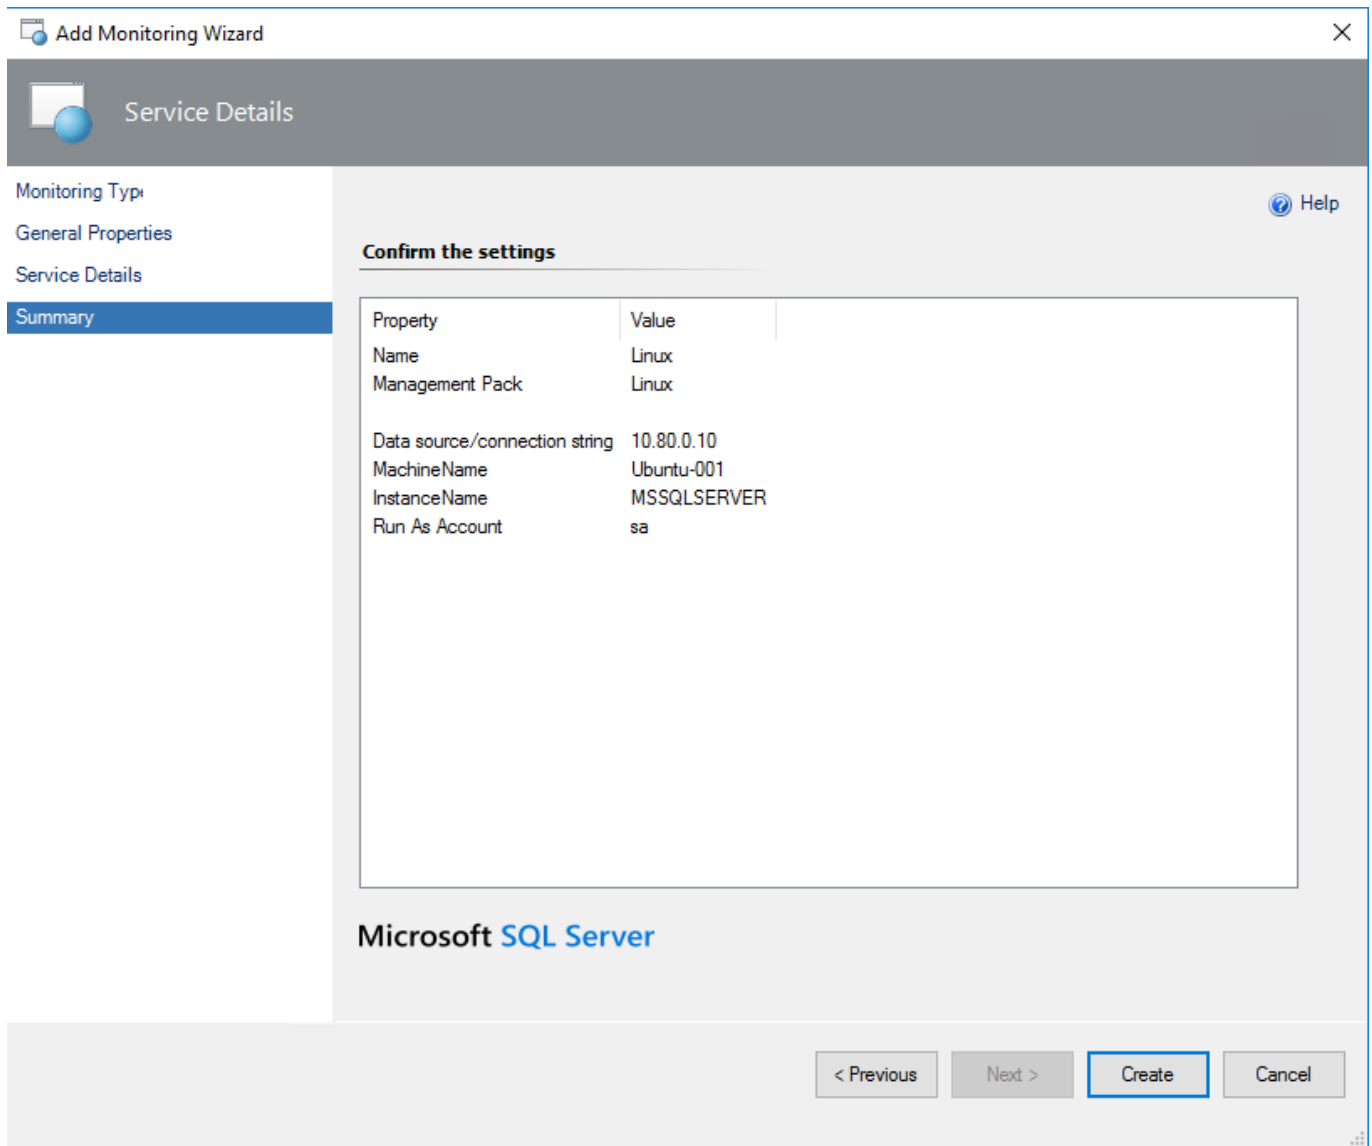 Add Monitoring Wizard
Service Details
Monitoring Typ
General Properties
Service Details
Summary
Help
Confirm the settings
Property Value
Name Linux
Management Pack Linux
Data source/connection string 10.80.0.10
MachineName Ubuntu-001
InstanceName MSSQLSERVER
Run As Account sa
Microsoft SQL Server
< Previous Next > Create Cancel